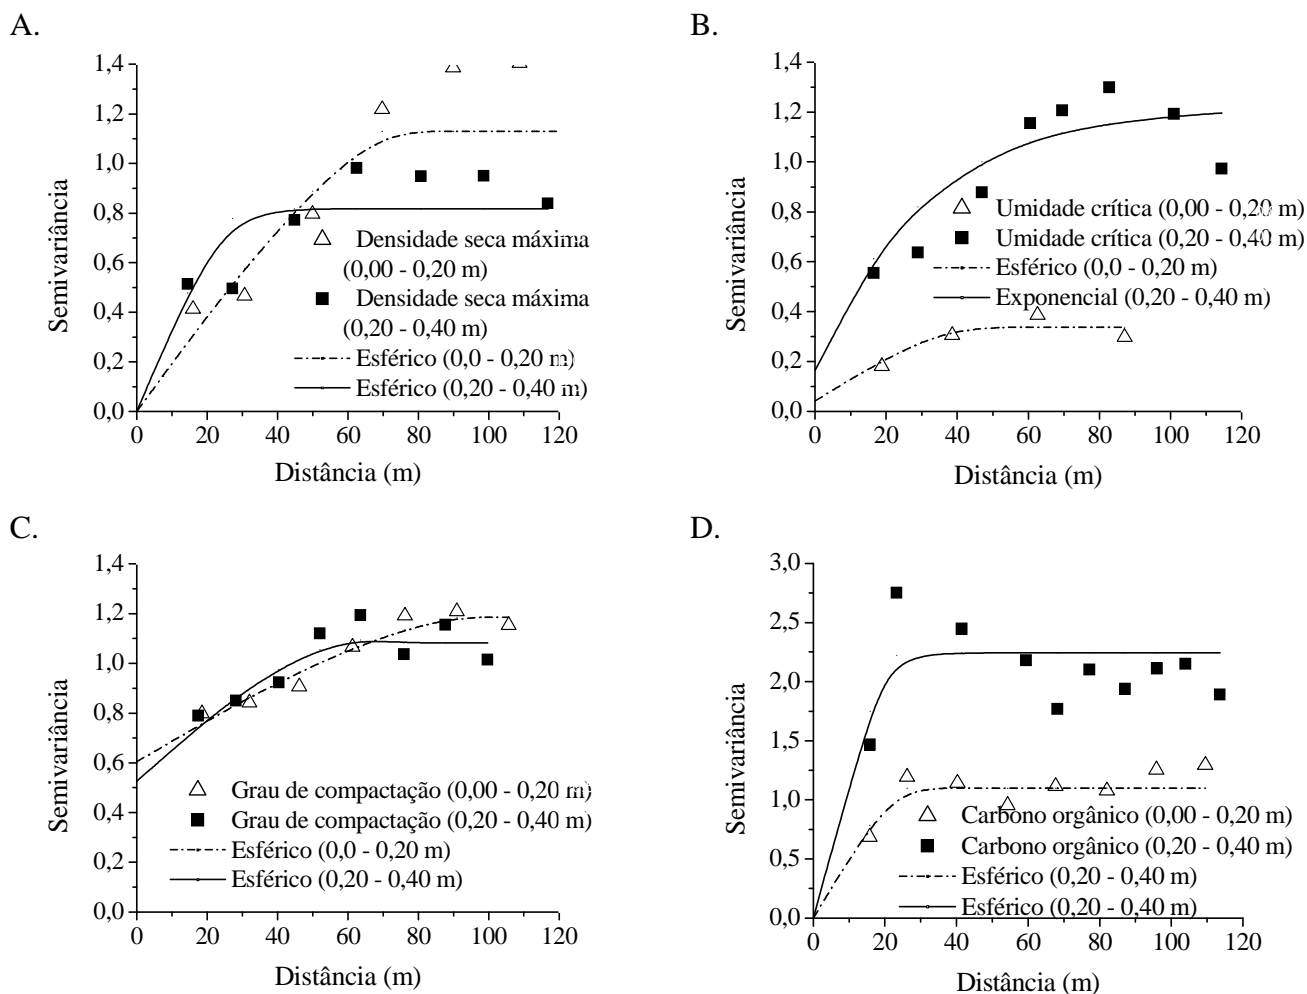 A.
1,4
1,2
1,0
0,8
0,6
0,4
0,2
0,0
Semivariância
Densidade seca máxima
(0,00 - 0,20 m)
Densidade seca máxima
(0,20 - 0,40 m)
Esférico (0,0 - 0,20 m)
Esférico (0,20 - 0,40 m)
0 20 40 60 80 100 120
Distância (m)
B.
1,4
1,2
1,0
0,8
0,6
0,4
0,2
0,0
Semivariância
Umidade crítica (0,00 - 0,20 m)
Umidade crítica (0,20 - 0,40 m)
Esférico (0,0 - 0,20 m)
Exponencial (0,20 - 0,40 m)
0 20 40 60 80 100 120
Distância (m)
C.
1,4
1,2
1,0
0,8
0,6
0,4
0,2
0,0
Semivariância
Grau de compactação (0,00 - 0,20 m)
Grau de compactação (0,20 - 0,40 m)
Esférico (0,0 - 0,20 m)
Esférico (0,20 - 0,40 m)
0 20 40 60 80 100 120
Distância (m)
D.
3,0
2,5
2,0
1,5
1,0
0,5
0,0
Semivariância
Carbono orgânico (0,00 - 0,20 m)
Carbono orgânico (0,20 - 0,40 m)
Esférico (0,20 - 0,40 m)
Esférico (0,20 - 0,40 m)
0 20 40 60 80 100 120
Distância (m)